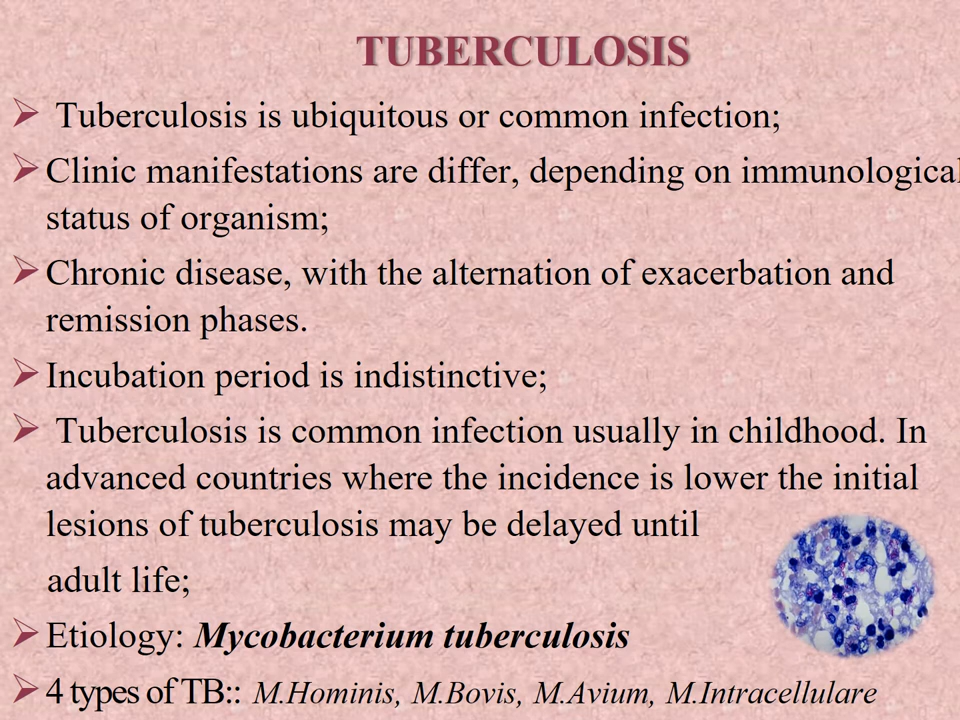 TUBERCULOSIS
Tuberculosis is ubiquitous or common infection;
Clinic manifestations are differ, depending on immunological
status of organism;
Chronic disease, with the alternation of exacerbation and
remission phases.
Incubation period is indistinctive;
Tuberculosis is common infection usually in childhood. In
advanced countries where the incidence is lower the initial
lesions of tuberculosis may be delayed until
adult life;
Etiology: Mycobacterium tuberculosis
4 types of TB:: M.Hominis, M.Bovis, M.Avium, M.Intracellulare